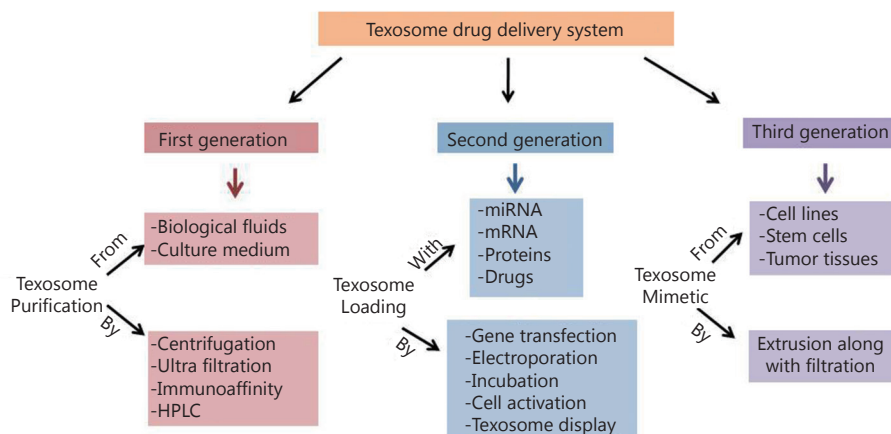 Texosome drug delivery system
First generation
Second generation
Third generation
-Biological fluids
-Culture medium
From
Texosome
Purification
By
-Centrifugation
-Ultra filtration
-Immunoaffinity
-HPLC
-miRNA
-mRNA
-Proteins
-Drugs
With
Texosome
Loading
By
-Gene transfection
-Electroporation
-Incubation
-Cell activation
-Texosome display
-Cell lines
-Stem cells
-Tumor tissues
From
Texosome
Mimetic
By
Extrusion along
with filtration